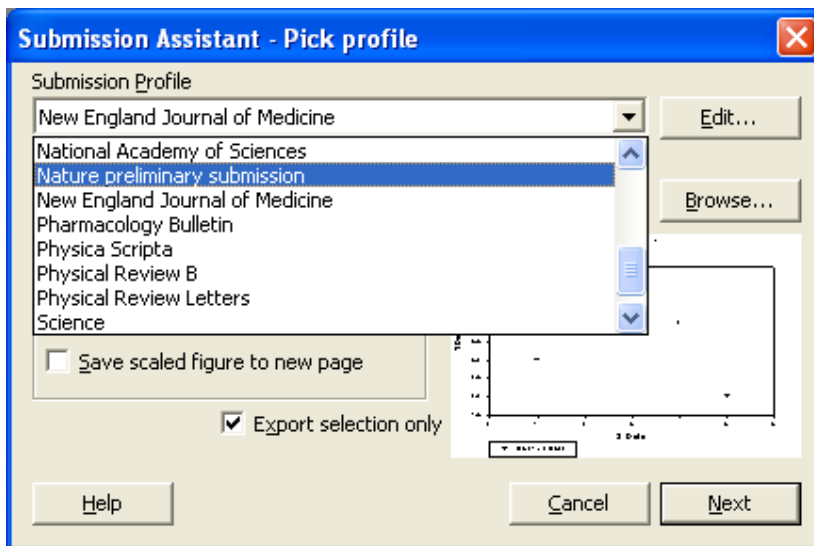 Submission Assistant - Pick profile
Submission Profile
New England Journal of Medicine
Edit...
National Academy of Sciences
Nature preliminary submission
New England Journal of Medicine
Pharmacology Bulletin
Physica Scripta
Physical Review B
Physical Review Letters
Science
Browse...
Save scaled figure to new page
Export selection only
Help
Cancel
Next